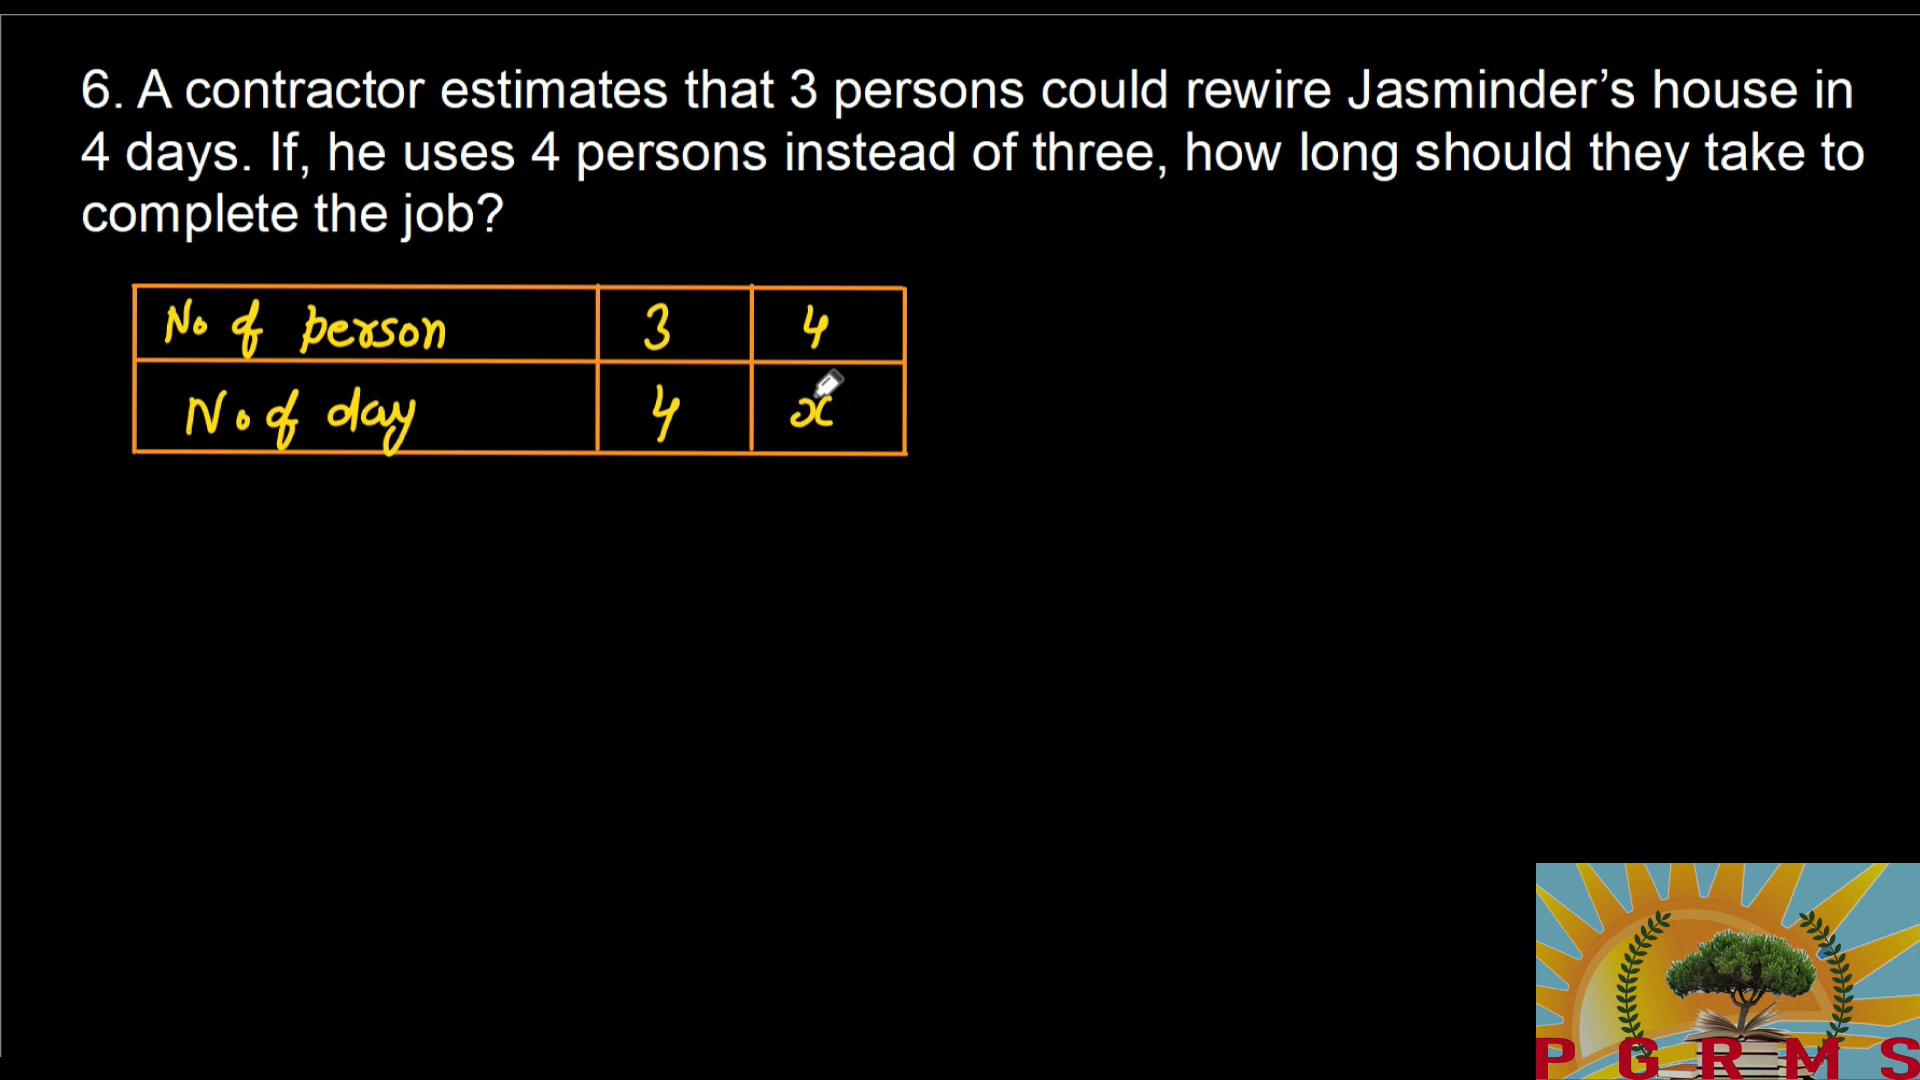 6. A contractor estimates that 3 persons could rewire Jasminder’s house in
4 days. If, he uses 4 persons instead of three, how long should they take to
complete the job?
No of person 3 4
No. of day 4 x
P G R M S